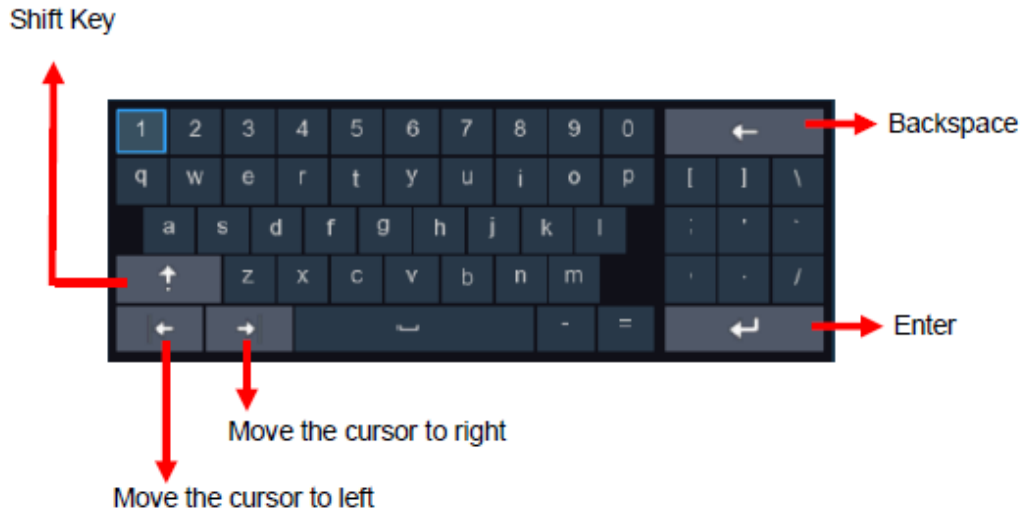 Shift Key
1 2 3 4 5 6 7 8 9 0 ← Backspace
q w e r t y u i o p [ ] \
a s d f g h j k l ; ' `
z x c v b n m , . /
- = Enter
Move the cursor to right
Move the cursor to left